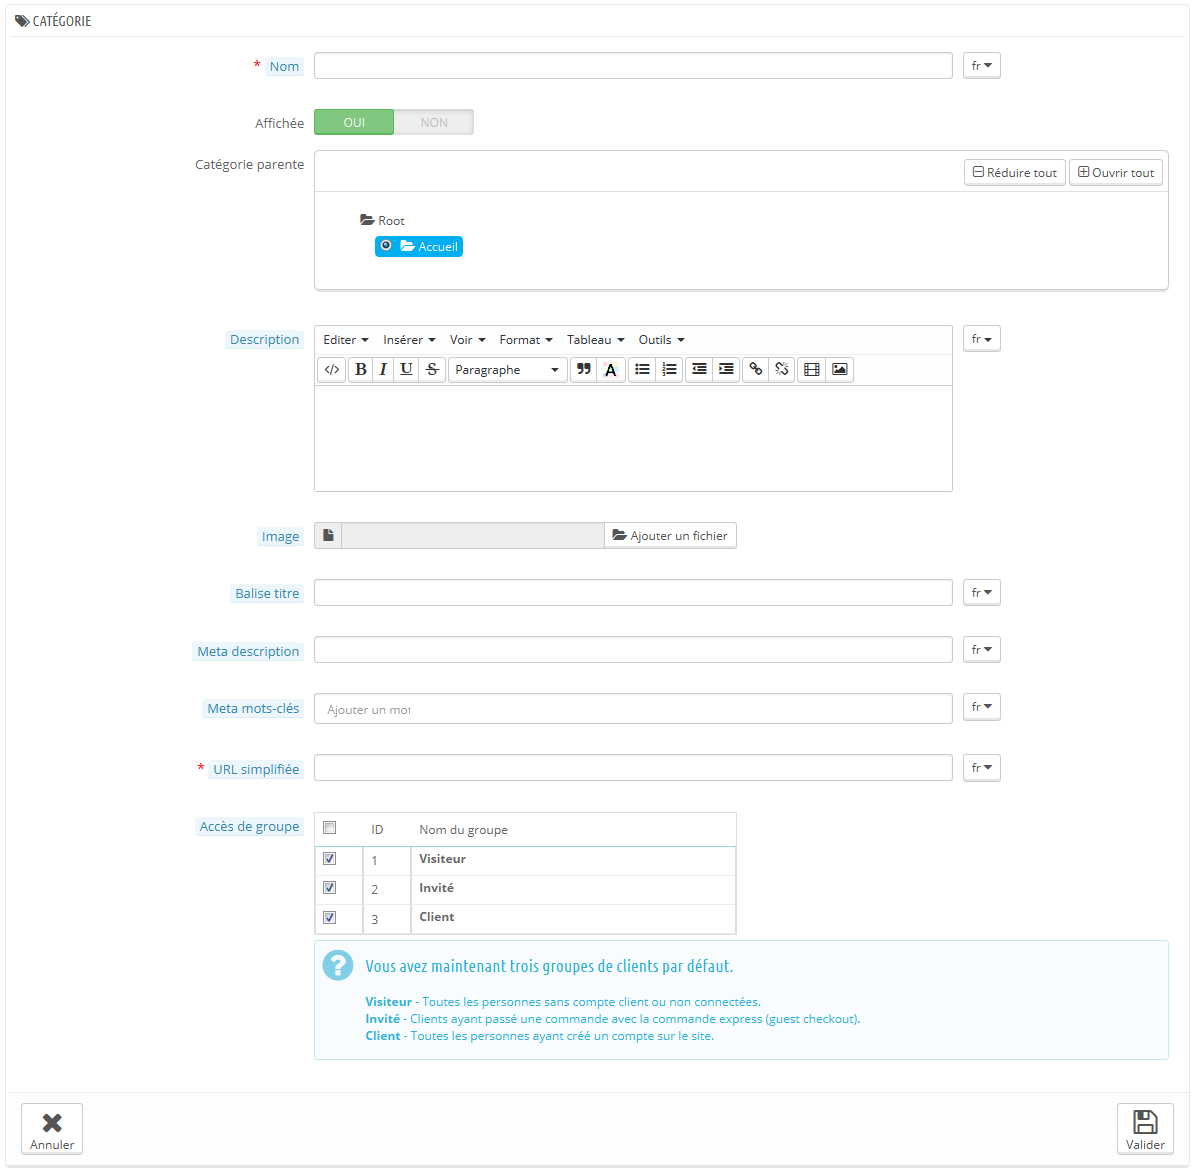 CATÉGORIE
* Nom
fr
Affichée
OUI NON
Catégorie parente
Réduire tout Ouvrir tout
Root
Accueil
Description
Editer Insérer Voir Format Tableau Outils
fr
</> B I U S Paragraphe A
Image
Ajouter un fichier
Balise titre
fr
Meta description
fr
Meta mots-clés
Ajouter un mot
fr
* URL simplifiée
fr
Accès de groupe
ID Nom du groupe
1 Visiteur
2 Invité
3 Client
? Vous avez maintenant trois groupes de clients par défaut.
Visiteur - Toutes les personnes sans compte client ou non connectées.
Invité - Clients ayant passé une commande avec la commande express (guest checkout).
Client - Toutes les personnes ayant créé un compte sur le site.
Annuler Valider